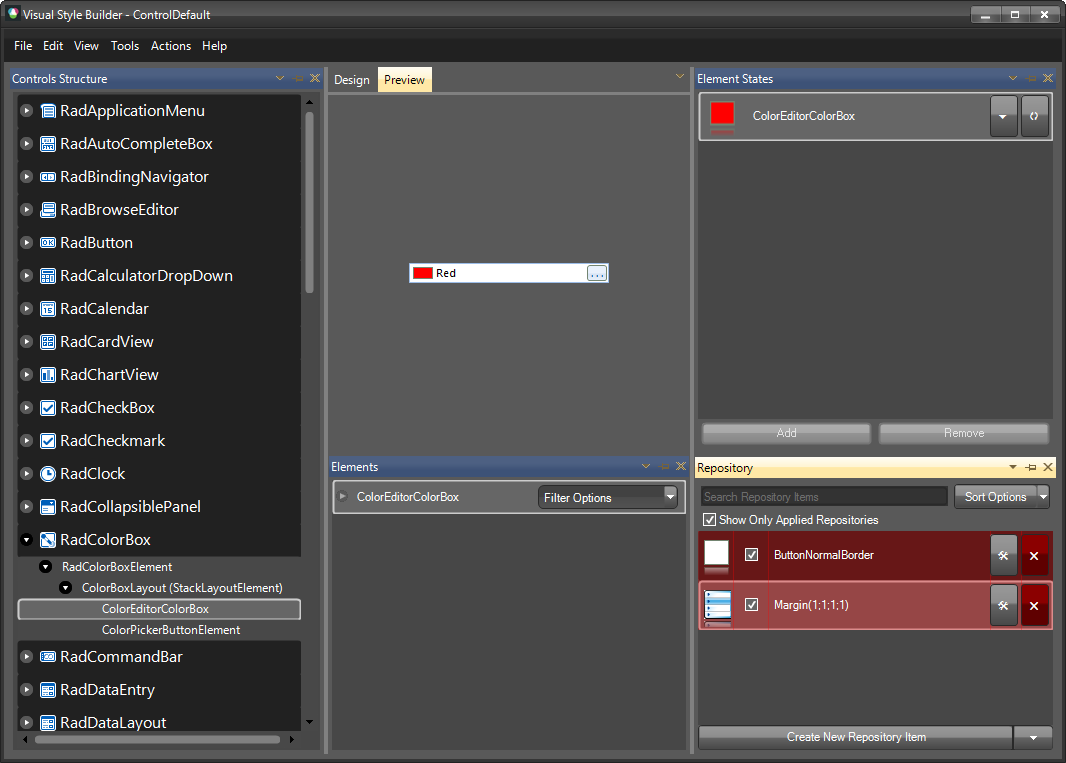 Visual Style Builder - ControlDefault
File Edit View Tools Actions Help
Controls Structure
RadApplicationMenu
RadAutoCompleteBox
RadBindingNavigator
RadBrowseEditor
RadButton
RadCalculatorDropDown
RadCalendar
RadCardView
RadChartView
RadCheckBox
RadCheckmark
RadClock
RadCollapsiblePanel
RadColorBox
RadColorBoxElement
ColorBoxLayout (StackLayoutElement)
ColorEditorColorBox
ColorPickerButtonElement
RadCommandBar
RadDataEntry
RadDataLayout
Design Preview
Red ...
Elements
ColorEditorColorBox Filter Options
Element States
ColorEditorColorBox
Add Remove
Repository
Search Repository Items Sort Options
Show Only Applied Repositories
ButtonNormalBorder
Margin(1;1;1;1)
Create New Repository Item